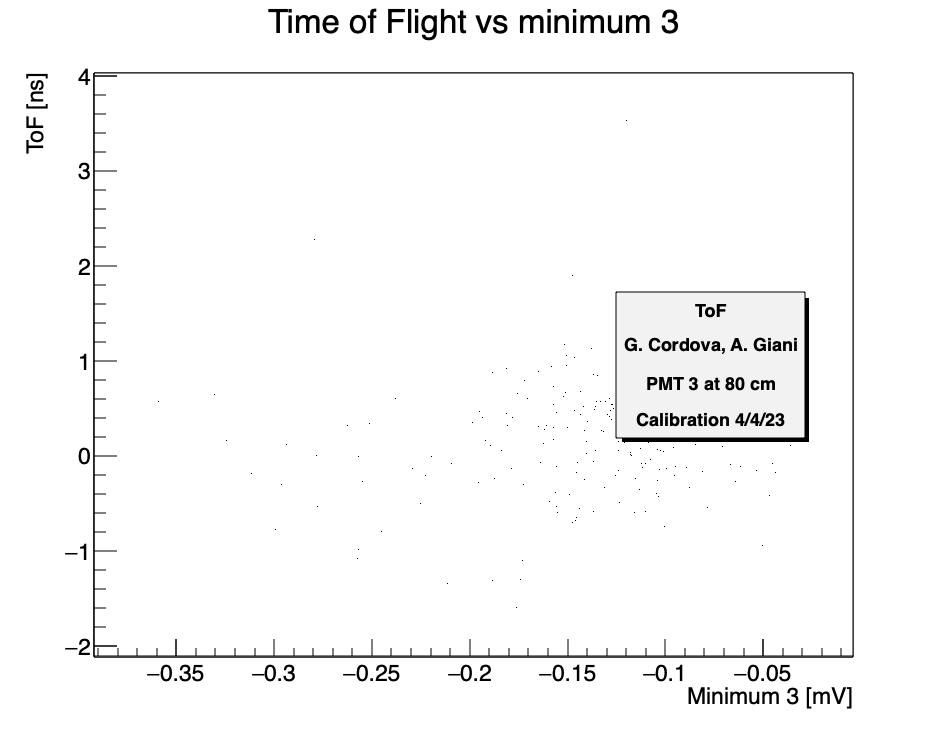 Time of Flight vs minimum 3
ToF [ns]
4
3
2
1
0
−1
−2
ToF
G. Cordova, A. Giani
PMT 3 at 80 cm
Calibration 4/4/23
−0.35 −0.3 −0.25 −0.2 −0.15 −0.1 −0.05
Minimum 3 [mV]